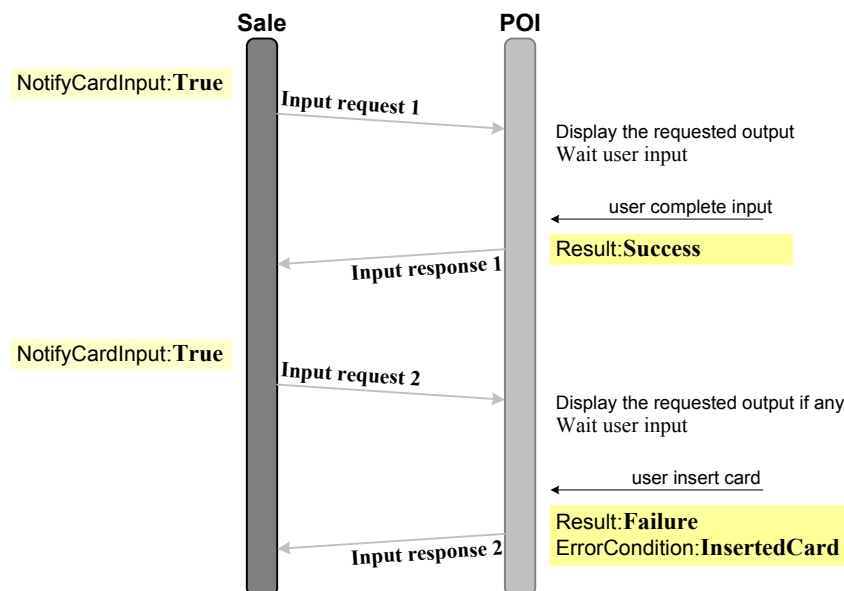 Sale
POI
NotifyCardInput:True
Input request 1
Display the requested output
Wait user input
user complete input
Result:Success
Input response 1
NotifyCardInput:True
Input request 2
Display the requested output if any
Wait user input
user insert card
Result:Failure
ErrorCondition:InsertedCard
Input response 2